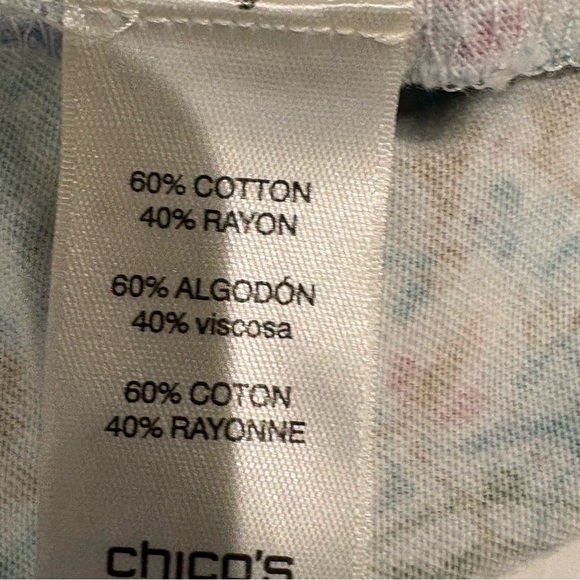 60% COTTON
40% RAYON
60% ALGODÓN
40% viscosa
60% COTON
40% RAYONNE
chico's